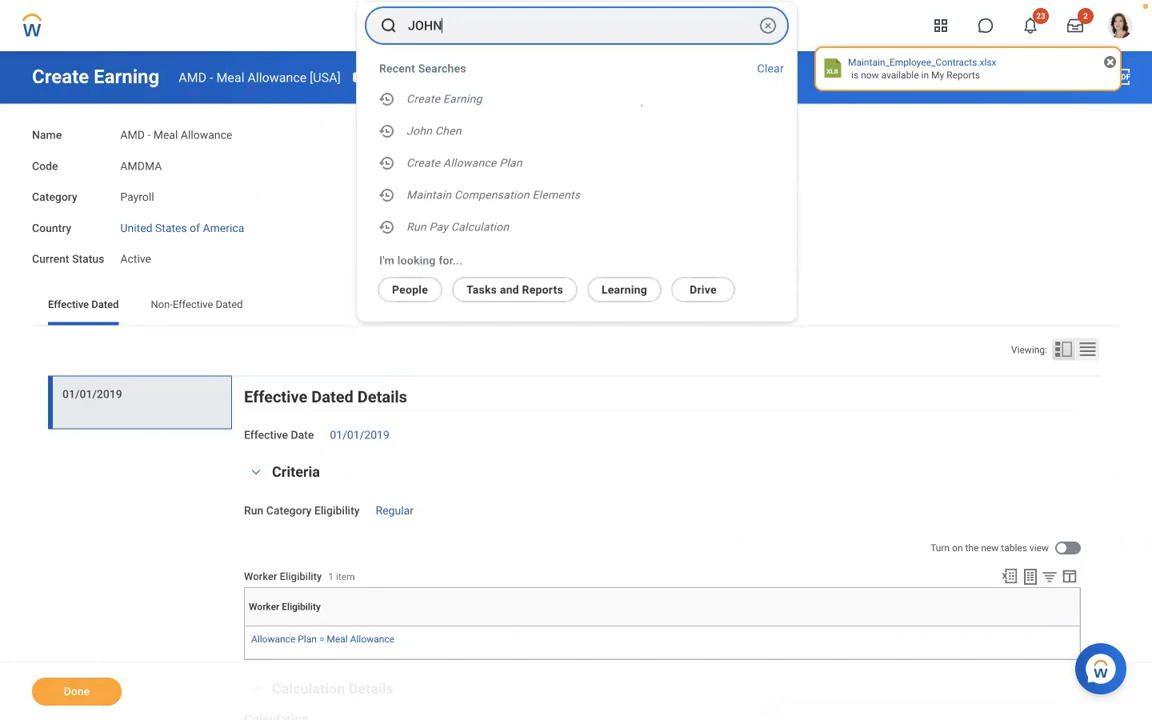 W
JOHN
23
2
Create Earning
AMD - Meal Allowance [USA]
Recent Searches
Clear
XLS
Maintain_Employee_Contracts.xlsx
is now available in My Reports
Create Earning
John Chen
Create Allowance Plan
Maintain Compensation Elements
Run Pay Calculation
I'm looking for...
People
Tasks and Reports
Learning
Drive
Name
AMD - Meal Allowance
Code
AMDMA
Category
Payroll
Country
United States of America
Current Status
Active
Effective Dated
Non-Effective Dated
Viewing:
01/01/2019
Effective Dated Details
Effective Date
01/01/2019
Criteria
Run Category Eligibility
Regular
Turn on the new tables view
Worker Eligibility
1 item
Worker Eligibility
Allowance Plan = Meal Allowance
W
Done
Calculation Details
Calculation